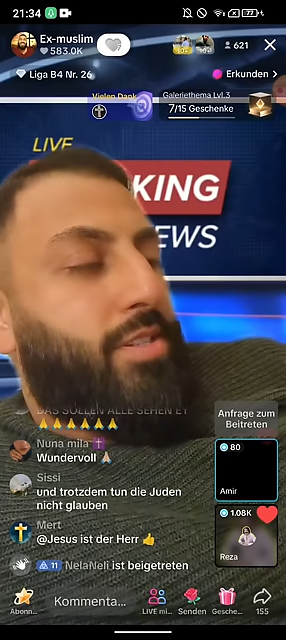 21:34
77
Ex-muslim
583.0K
621
Liga B4 Nr. 26
Erkunden >
Vielen Dank
Galeriethema Lvl.3
7/15 Geschenke
LIVE
KING
EWS
DAS SOLLEN ALLE SEHEN EY
Anfrage zum
Beitreten
Nuna mila
Wundervoll
80
Amir
Sissi
und trotzdem tun die Juden
nicht glauben
Mert
@Jesus ist der Herr
1.08K
Reza
11 NelaNeli ist beigetreten
Abonn...
Kommenta...
LIVE mi...
Senden
Gesche...
155